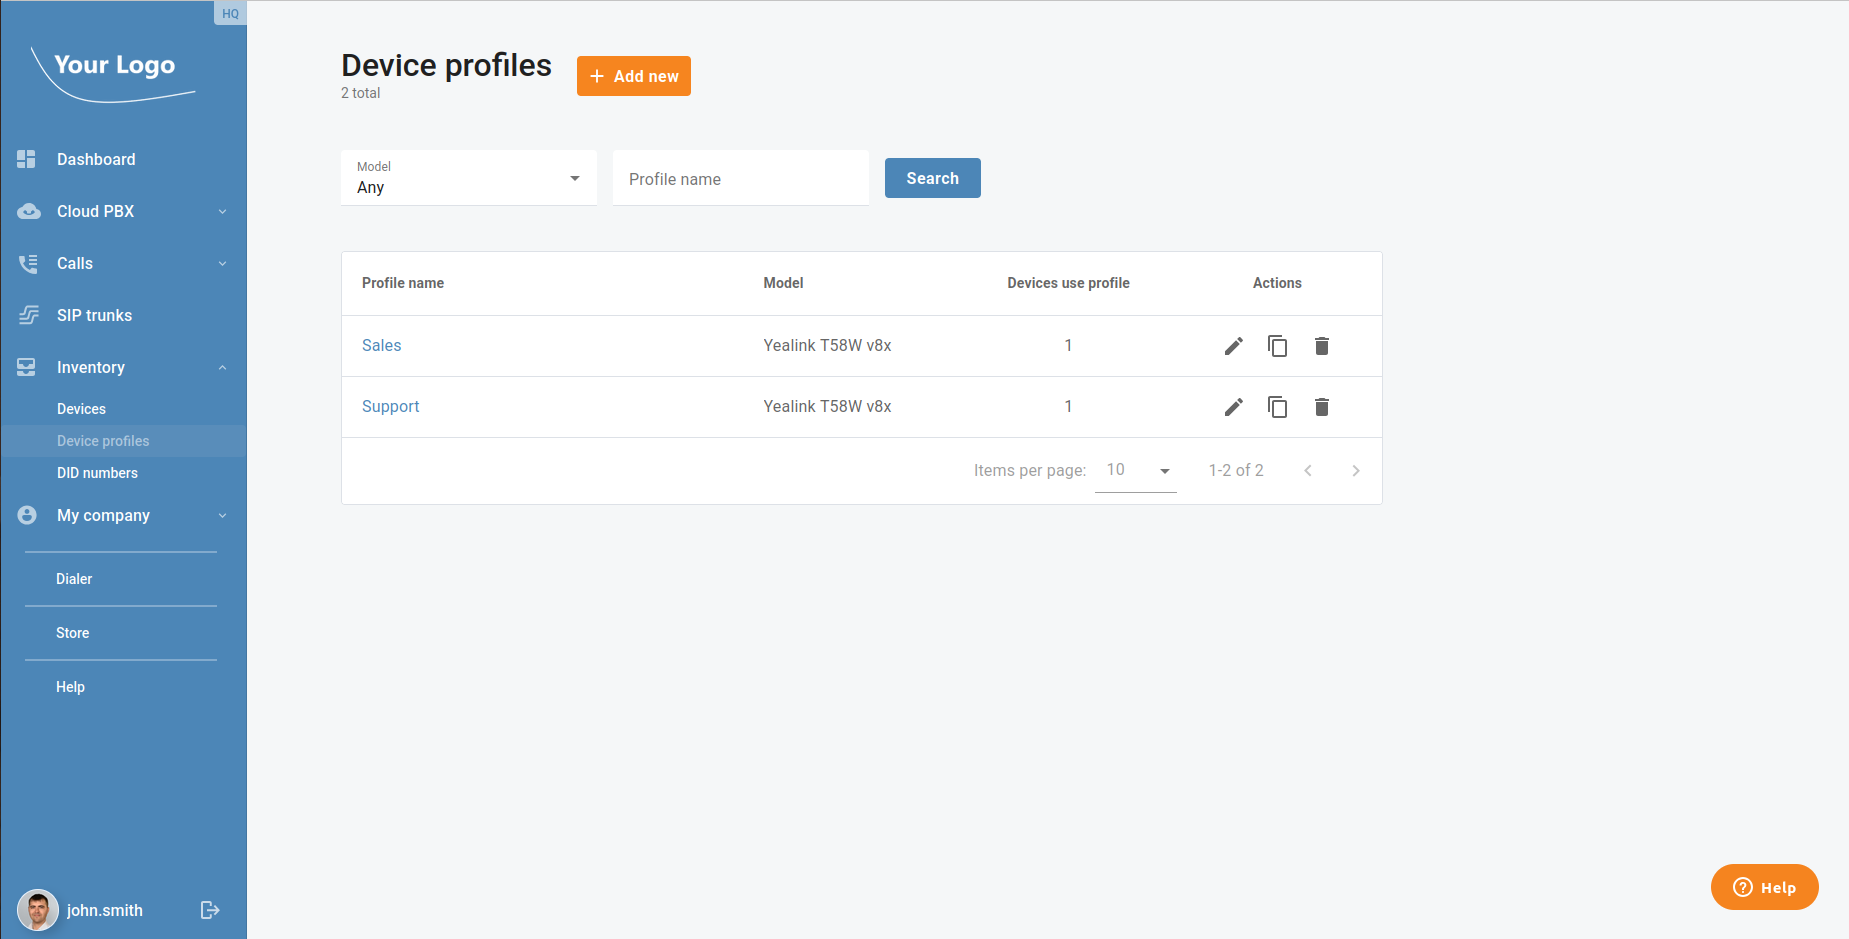 HQ
Your Logo
Dashboard
Cloud PBX
Calls
SIP trunks
Inventory
Devices
Device profiles
DID numbers
My company
Dialer
Store
Help
john.smith
Device profiles
2 total
+ Add new
Model
Any
Profile name
Search
Profile name Model Devices use profile Actions
Sales Yealink T58W v8x 1
Support Yealink T58W v8x 1
Items per page: 10 1-2 of 2
Help